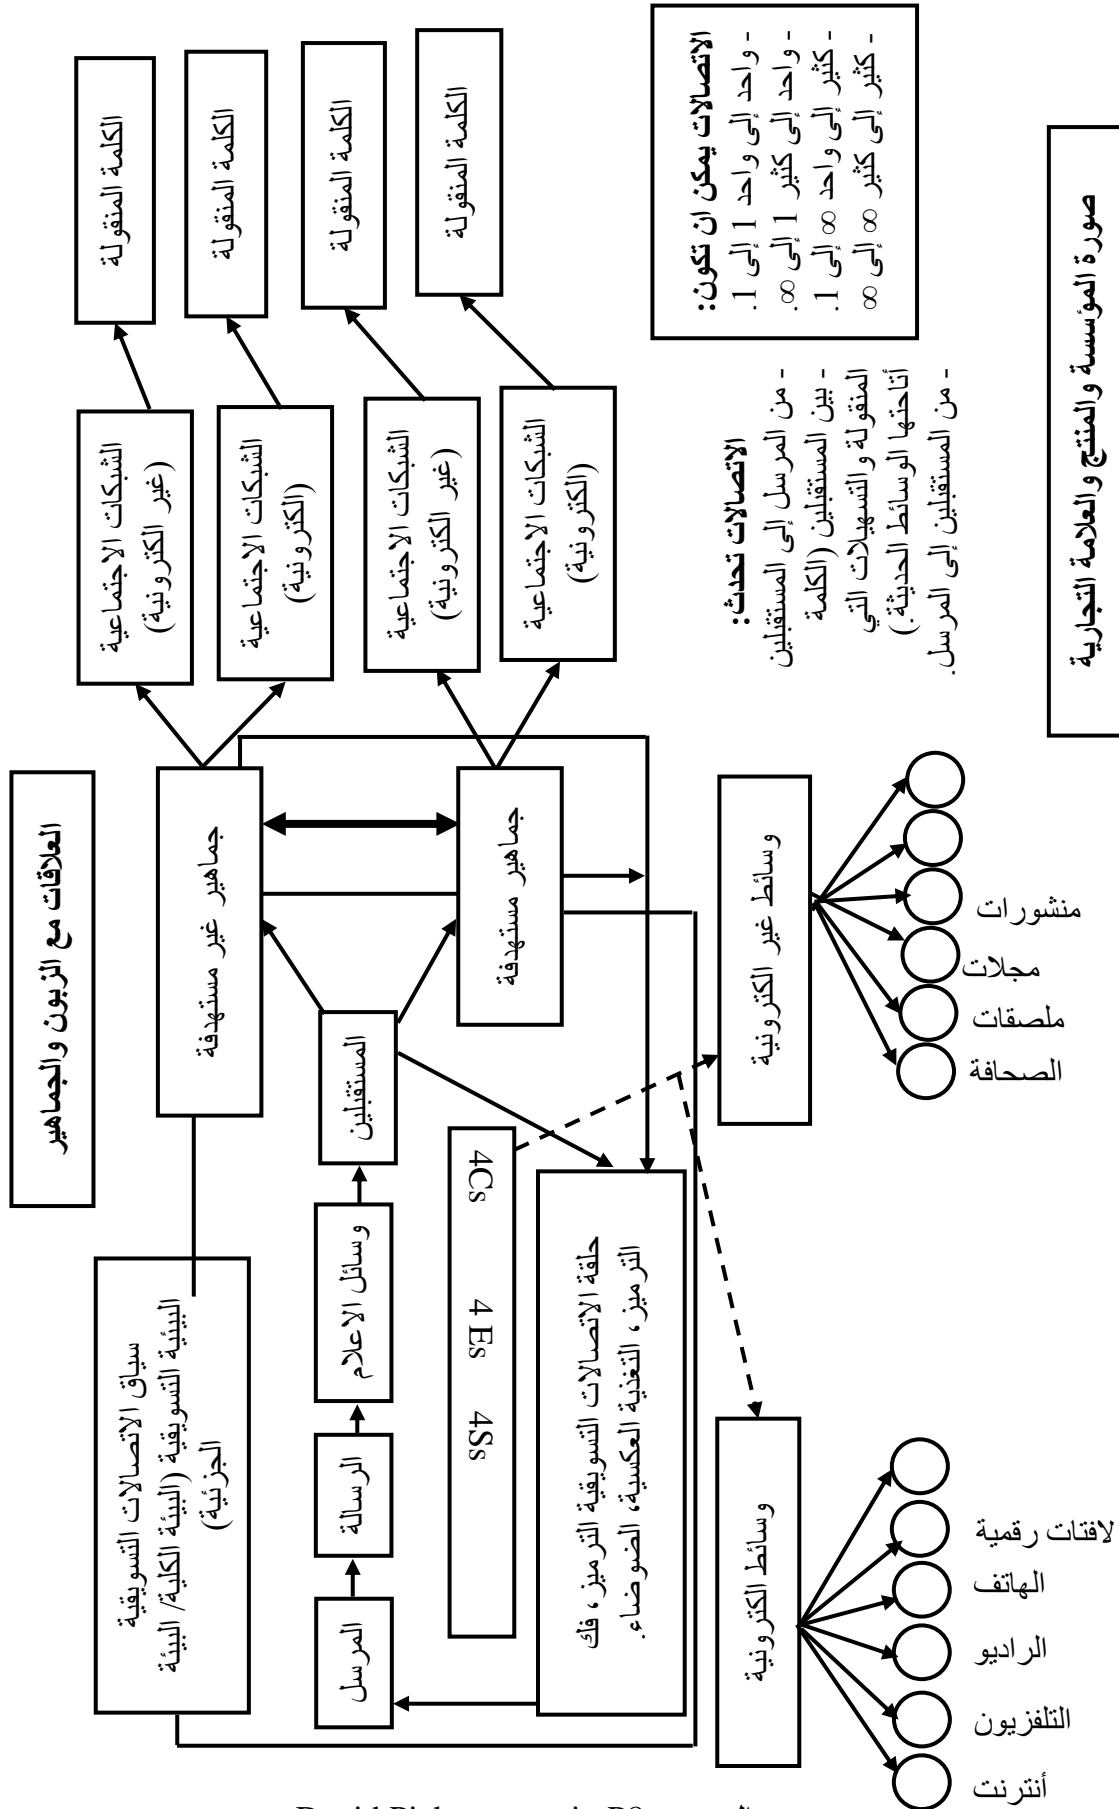 العلاقات مع الزبون والجماهير
سياق الاتصالات التسويقية
البيئية التسويقية (البيئة الكلية/ البيئة
الجزئية)
جماهير غير مستهدفة
الشبكات الاجتماعية
(غير الكترونية)
الكلمة المنقولة
الشبكات الاجتماعية
(الكترونية)
الكلمة المنقولة
المرسل
الرسالة
وسائل الاعلام
المستقبلين
جماهير مستهدفة
الشبكات الاجتماعية
(غير الكترونية)
الكلمة المنقولة
الشبكات الاجتماعية
(الكترونية)
الكلمة المنقولة
4Cs 4 Es 4Ss
حلقة الاتصالات التسويقية الترميز، فك
الترميز، التغذية العكسية، الضوضاء.
الاتصالات يمكن ان تكون:
- واحد إلى واحد 1 إلى 1.
- واحد إلى كثير 1 إلى ∞.
- كثير إلى واحد ∞ إلى 1.
- كثير إلى كثير ∞ إلى ∞
الاتصالات تحدث:
- من المرسل إلى المستقبلين
- بين المستقبلين (الكلمة
المنقولة والتسهيلات التي
أتاحتها الوسائط الحديثة.)
- من المستقبلين إلى المرسل.
وسائط الكترونية
لافتات رقمية
الهاتف
الراديو
التلفزيون
أنترنت
وسائط غير الكترونية
منشورات
مجلات
ملصقات
الصحافة
صورة المؤسسة والمنتج والعلامة التجارية